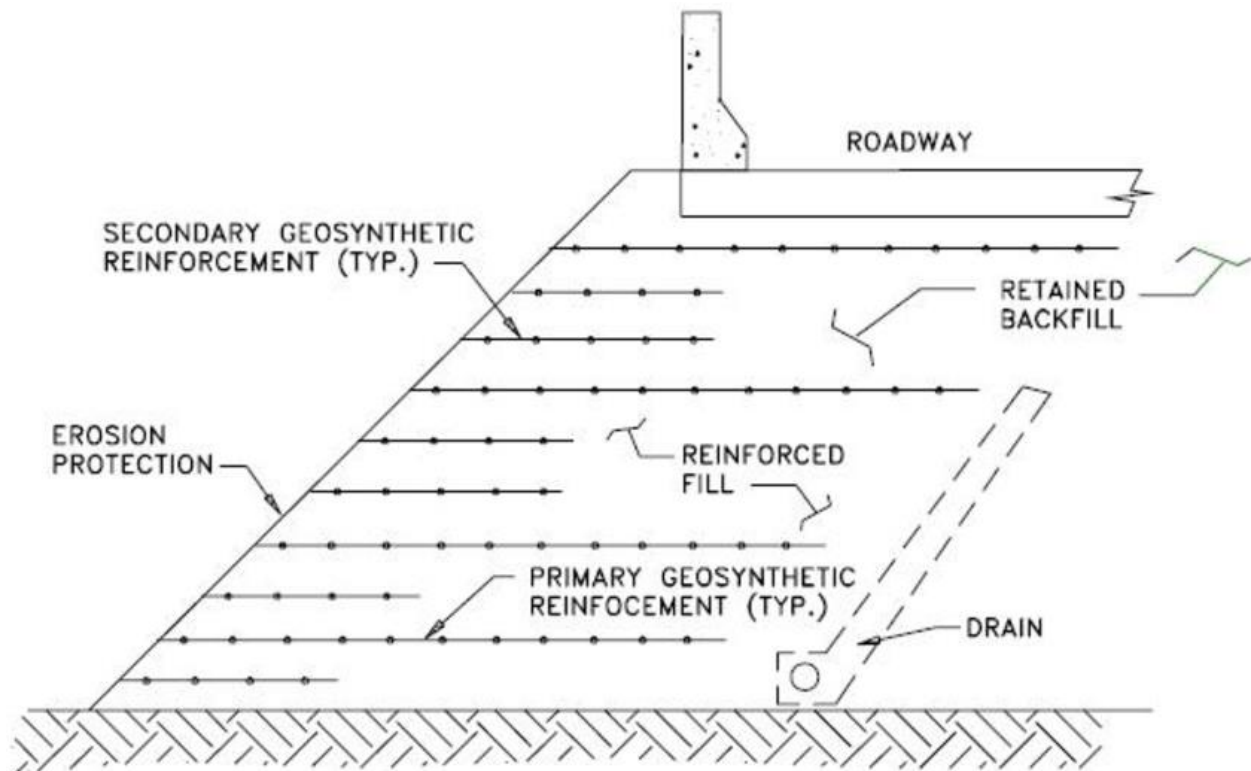 ROADWAY
SECONDARY GEOSYNTHETIC
REINFORCEMENT (TYP.)
RETAINED
BACKFILL
EROSION
PROTECTION
REINFORCED
FILL
PRIMARY GEOSYNTHETIC
REINFOCEMENT (TYP.)
DRAIN